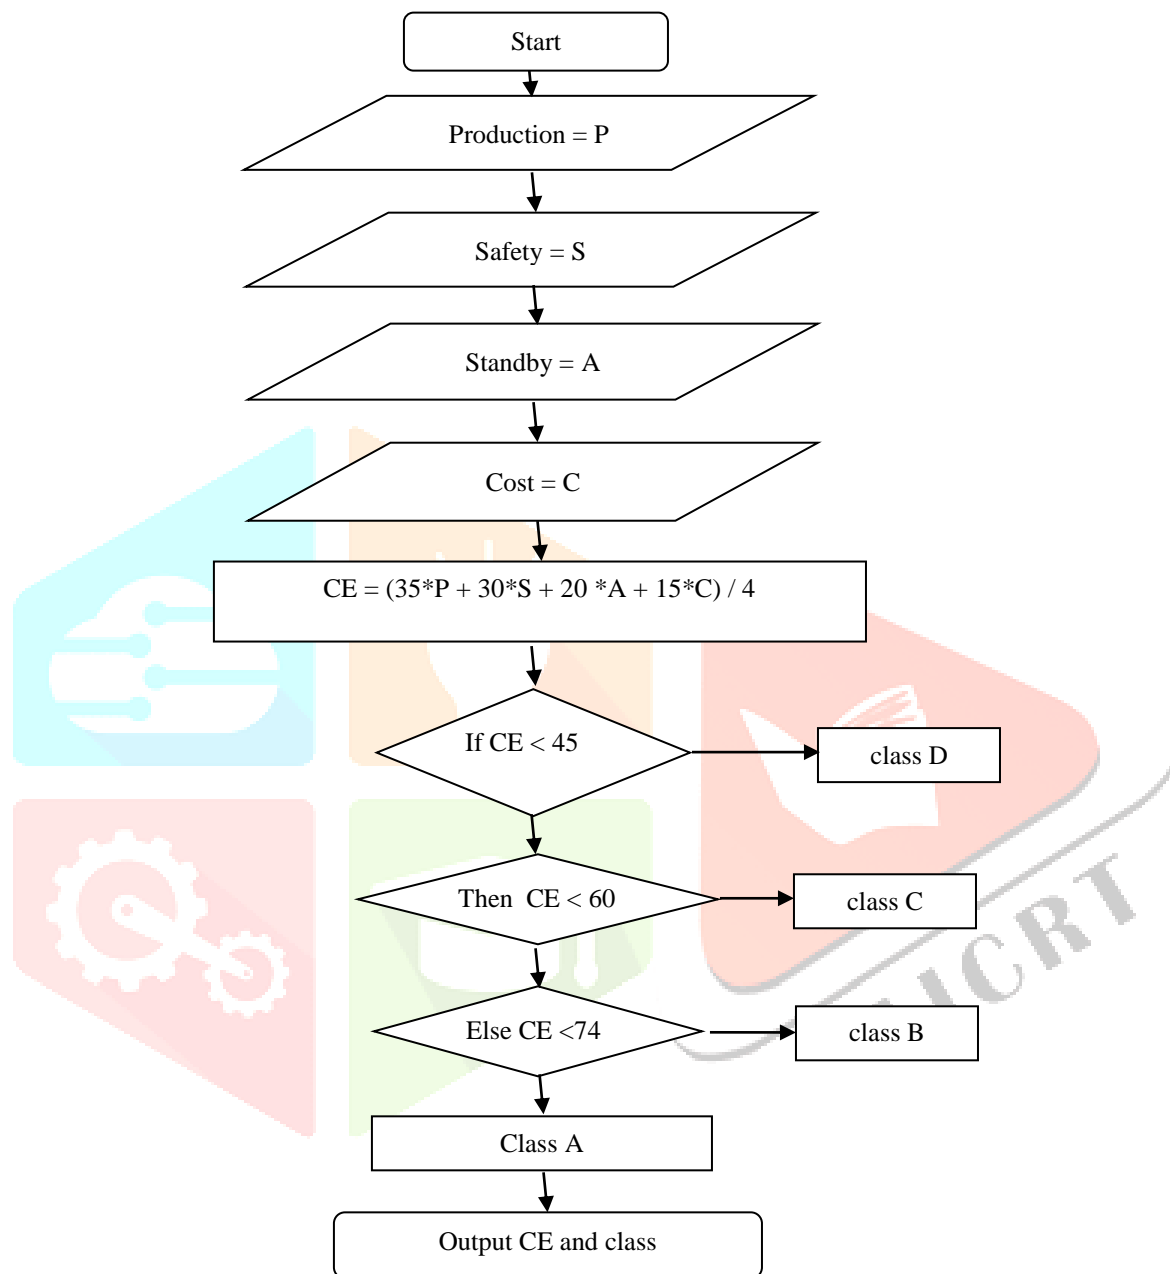 Start
Production = P
Safety = S
Standby = A
Cost = C
CE = (35*P + 30*S + 20 *A + 15*C) / 4
If CE < 45
class D
Then CE < 60
class C
Else CE <74
class B
Class A
Output CE and class